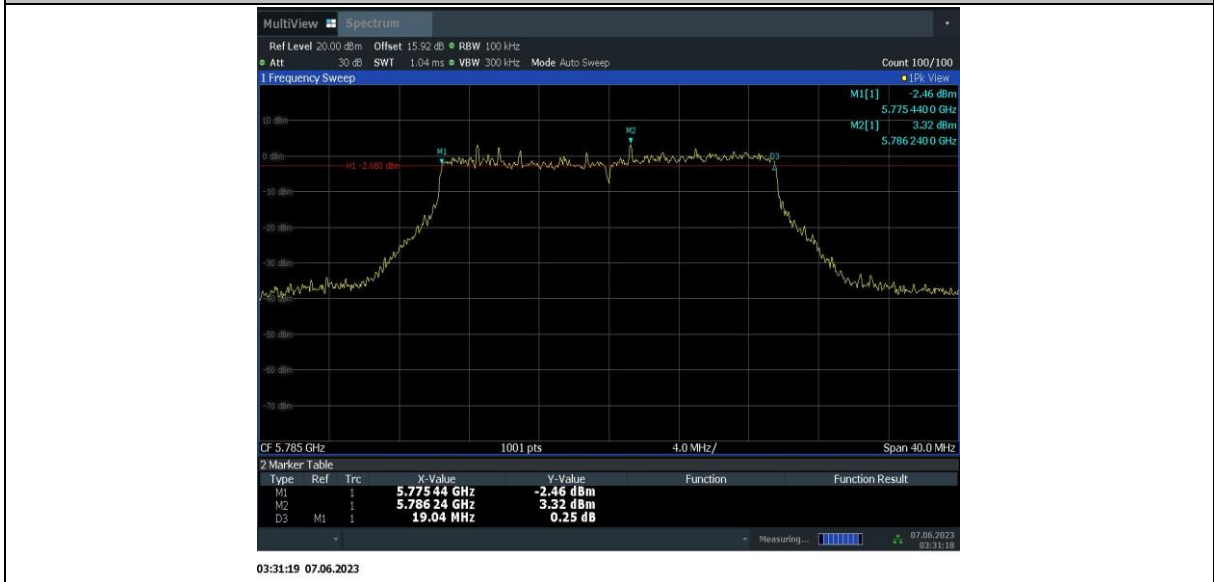 MultiView Spectrum
Ref Level 20.00 dBm Offset 15.92 dB RBW 100 kHz
Att 30 dB SWT 1.04 ms VBW 300 kHz Mode Auto Sweep Count 100/100
1 Frequency Sweep 1Pk View
M1[1] -2.46 dBm
5.775 440 0 GHz
10 dBm M2[1] 3.32 dBm
M2 5.786 240 0 GHz
0 dBm M1 D3
H1 -2.680 dBm
-10 dBm
-20 dBm
-30 dBm
-40 dBm
-50 dBm
-60 dBm
-70 dBm
CF 5.785 GHz 1001 pts 4.0 MHz/ Span 40.0 MHz
2 Marker Table
Type Ref Trc X-Value Y-Value Function Function Result
M1 1 5.775 44 GHz -2.46 dBm
M2 1 5.786 24 GHz 3.32 dBm
D3 M1 1 19.04 MHz 0.25 dB
Measuring... 07.06.2023
03:31:18
03:31:19 07.06.2023